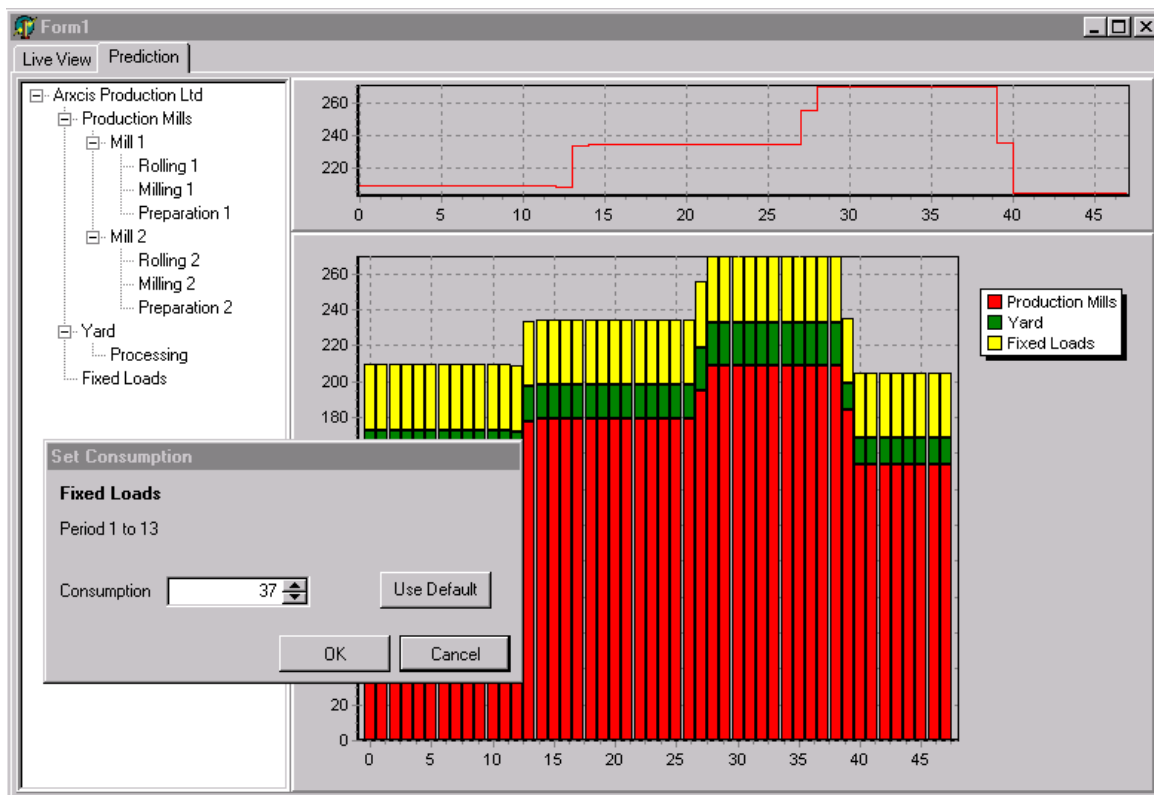 Form1
Live View Prediction
Arxcis Production Ltd
Production Mills
Mill 1
Rolling 1
Milling 1
Preparation 1
Mill 2
Rolling 2
Milling 2
Preparation 2
Yard
Processing
Fixed Loads
260
240
220
0 5 10 15 20 25 30 35 40 45
260
240
220
200
180
20
0
0 5 10 15 20 25 30 35 40 45
Production Mills
Yard
Fixed Loads
Set Consumption
Fixed Loads
Period 1 to 13
Consumption 37 Use Default
OK Cancel